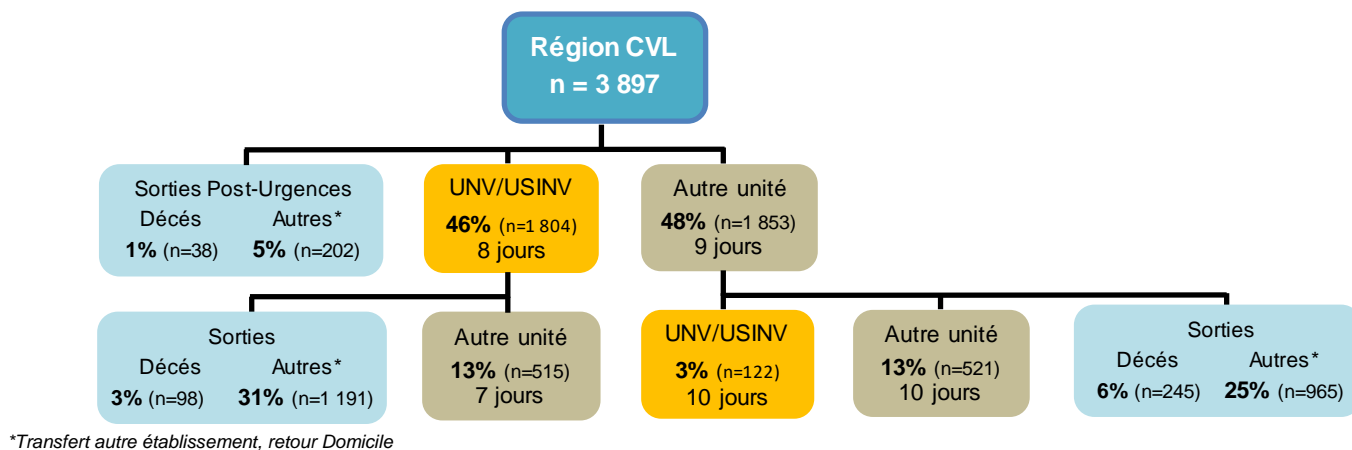 Région CVL
n = 3 897
Sorties Post-Urgences
Décés Autres*
1% (n=38) 5% (n=202)
UNV/USINV
46% (n=1 804)
8 jours
Autre unité
48% (n=1 853)
9 jours
Sorties
Décés Autres*
3% (n=98) 31% (n=1 191)
Autre unité
13% (n=515)
7 jours
UNV/USINV
3% (n=122)
10 jours
Autre unité
13% (n=521)
10 jours
Sorties
Décés Autres*
6% (n=245) 25% (n=965)
*Transfert autre établissement, retour Domicile